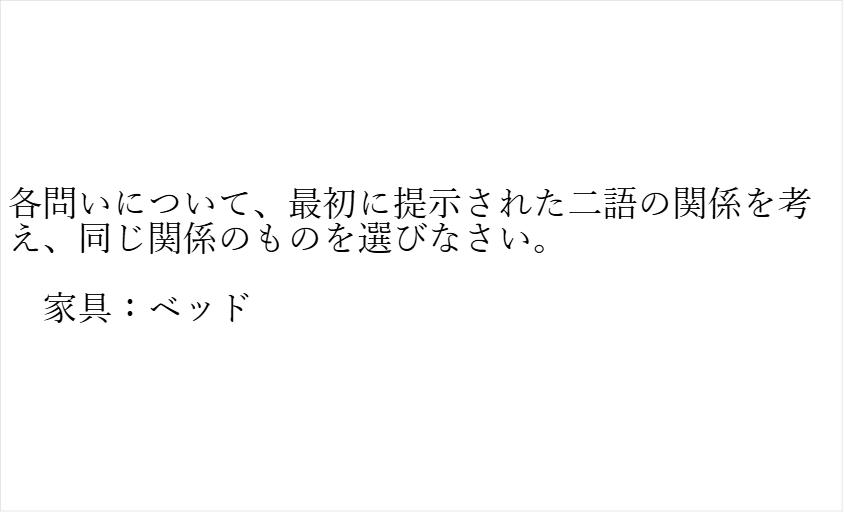 各問いについて、最初に提示された二語の関係を考
え、同じ関係のものを選びなさい。
　家具：ベッド